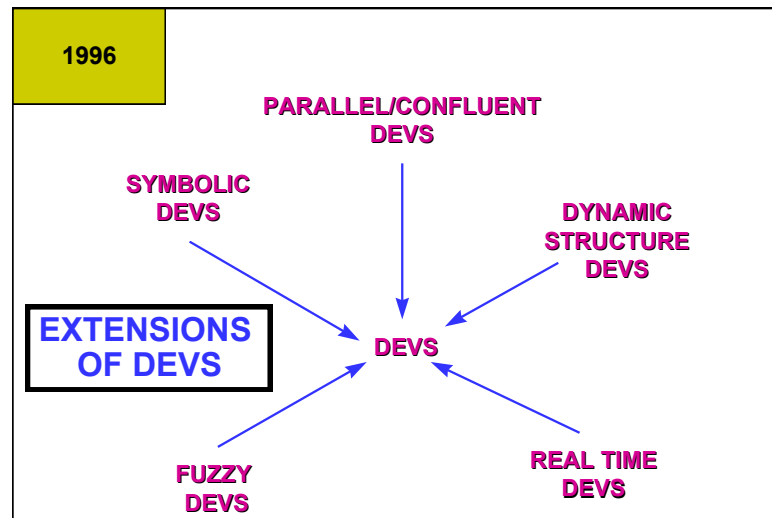 1996
PARALLEL/CONFLUENT
DEVS
SYMBOLIC
DEVS
DYNAMIC
STRUCTURE
DEVS
EXTENSIONS
OF DEVS
DEVS
FUZZY
DEVS
REAL TIME
DEVS